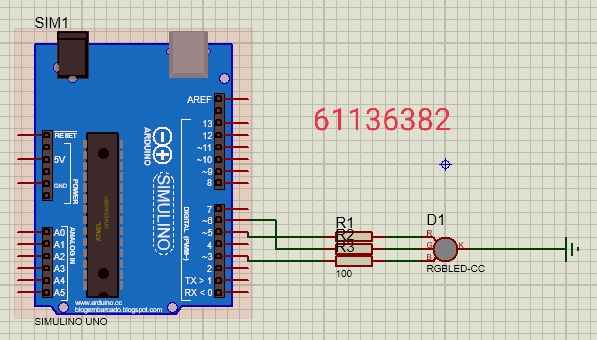 SIM1
AREF
RESET
5V
GND
POWER
13
12
~11
~10
~9
8
ARDUINO
SIMULINO
ATMEL
7
~6
~5
4
~3
2
TX > 1
RX < 0
DIGITAL (PWM~)
A0
A1
A2
A3
A4
A5
ANALOG IN
www.arduino.cc
blogembarcado.blogspot.com
SIMULINO UNO
61136382
R1
R2
R3
100
D1
R
G
B
K
RGBLED-CC